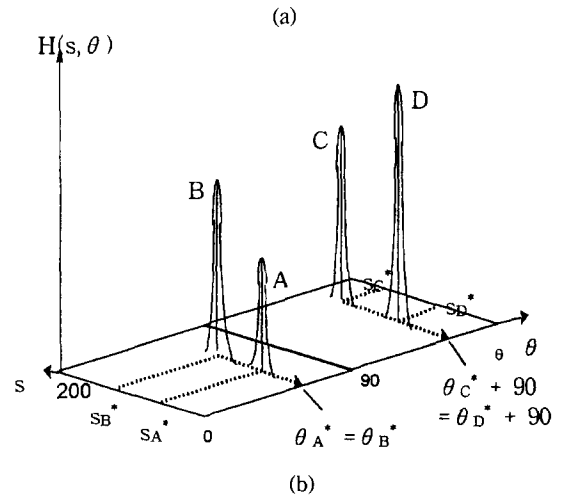 (a)
H(s, θ)
D
C
B
A
sC*
sD*
s
200
90
θ θ
sB*
sA*
0
θA* = θB*
θC* + 90
= θD* + 90
(b)